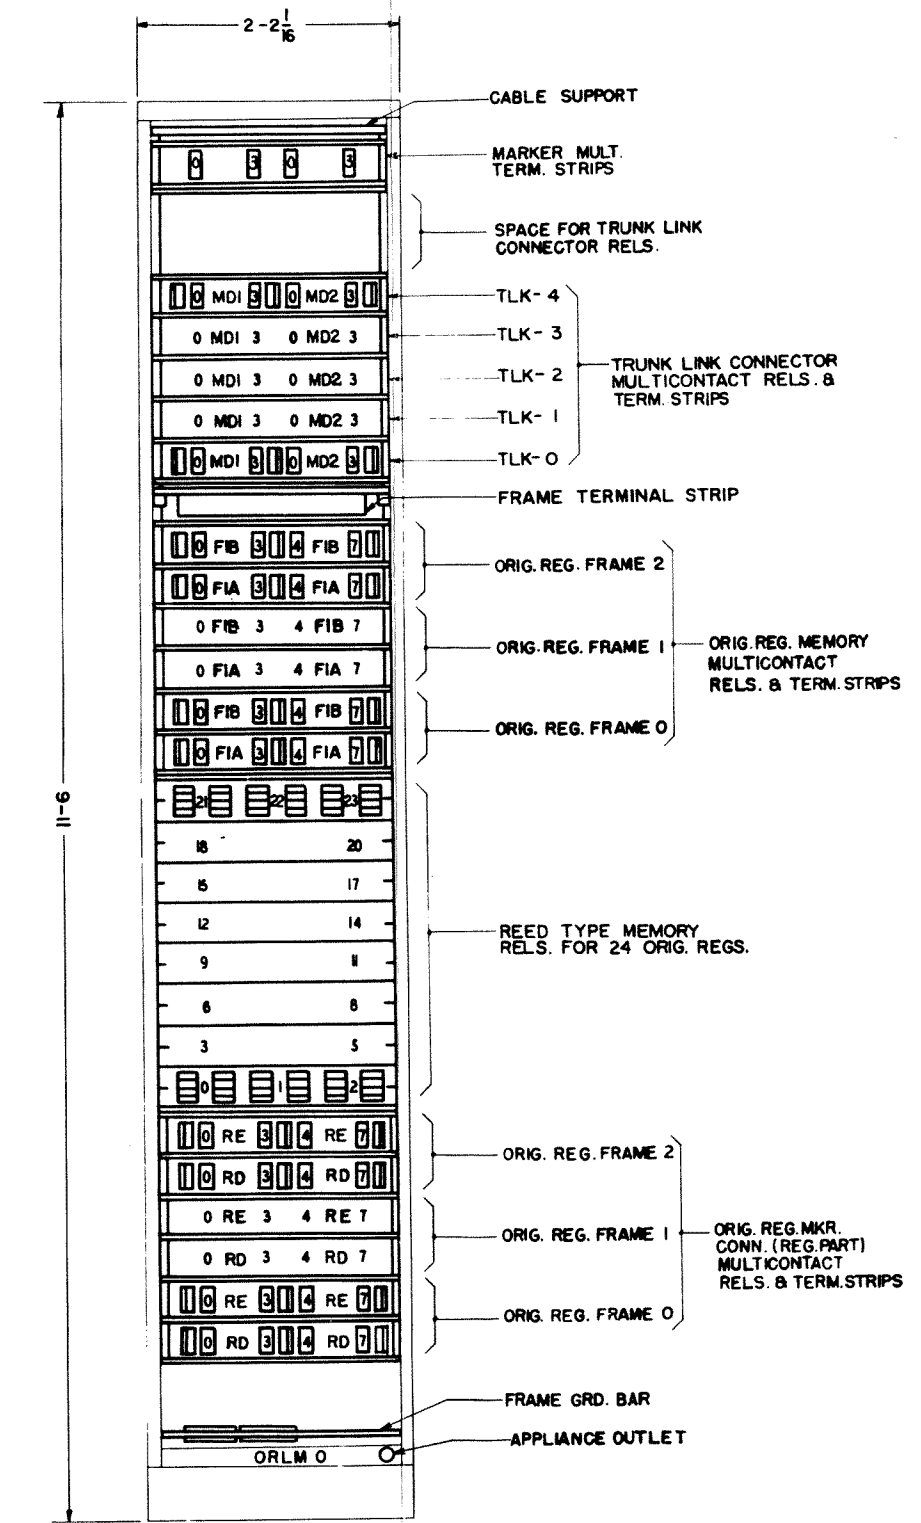 2-2 1/16
CABLE SUPPORT
0 3 0 3
MARKER MULT.
TERM. STRIPS
SPACE FOR TRUNK LINK
CONNECTOR RELS.
0 MD1 3 0 MD2 3
TLK-4
0 MD1 3 0 MD2 3
TLK-3
0 MD1 3 0 MD2 3
TLK-2
0 MD1 3 0 MD2 3
TLK-1
0 MD1 3 0 MD2 3
TLK-0
TRUNK LINK CONNECTOR
MULTICONTACT RELS. &
TERM. STRIPS
FRAME TERMINAL STRIP
0 F1B 3 4 F1B 7
0 F1A 3 4 F1A 7
ORIG. REG. FRAME 2
0 F1B 3 4 F1B 7
0 F1A 3 4 F1A 7
ORIG. REG. FRAME 1
0 F1B 3 4 F1B 7
0 F1A 3 4 F1A 7
ORIG. REG. FRAME 0
ORIG. REG. MEMORY
MULTICONTACT
RELS. & TERM. STRIPS
11-6
21 22 23
18 20
15 17
12 14
9 11
6 8
3 5
0 1 2
REED TYPE MEMORY
RELS. FOR 24 ORIG. REGS.
0 RE 3 4 RE 7
0 RD 3 4 RD 7
ORIG. REG. FRAME 2
0 RE 3 4 RE 7
0 RD 3 4 RD 7
ORIG. REG. FRAME 1
0 RE 3 4 RE 7
0 RD 3 4 RD 7
ORIG. REG. FRAME 0
ORIG. REG. MKR.
CONN. (REG. PART)
MULTICONTACT
RELS. & TERM. STRIPS
FRAME GRD. BAR
APPLIANCE OUTLET
ORLM 0